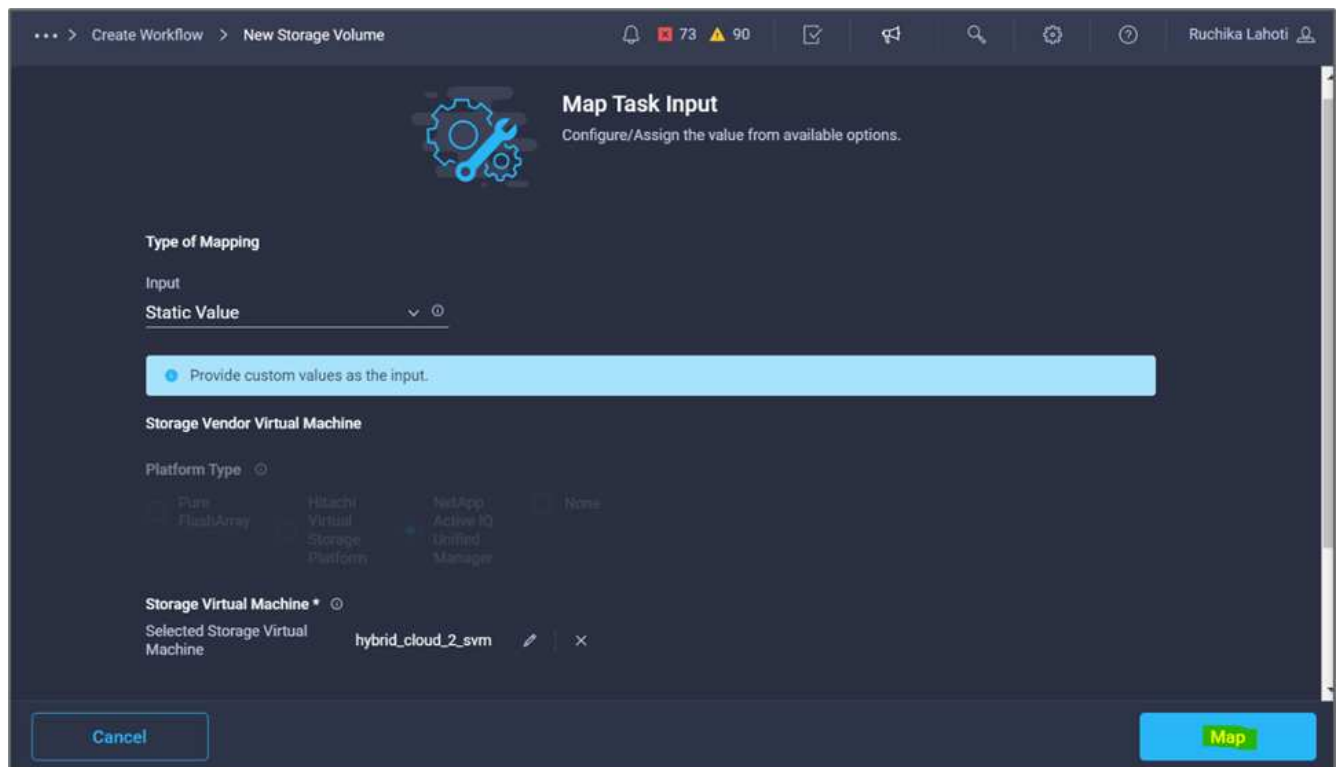 ••• > Create Workflow > New Storage Volume 73 90 Ruchika Lahoti
Map Task Input
Configure/Assign the value from available options.
Type of Mapping
Input
Static Value
Provide custom values as the input.
Storage Vendor Virtual Machine
Platform Type
Pure FlashArray
Hitachi Virtual Storage Platform
NetApp Active IQ Unified Manager
None
Storage Virtual Machine *
Selected Storage Virtual Machine
hybrid_cloud_2_svm
Cancel
Map